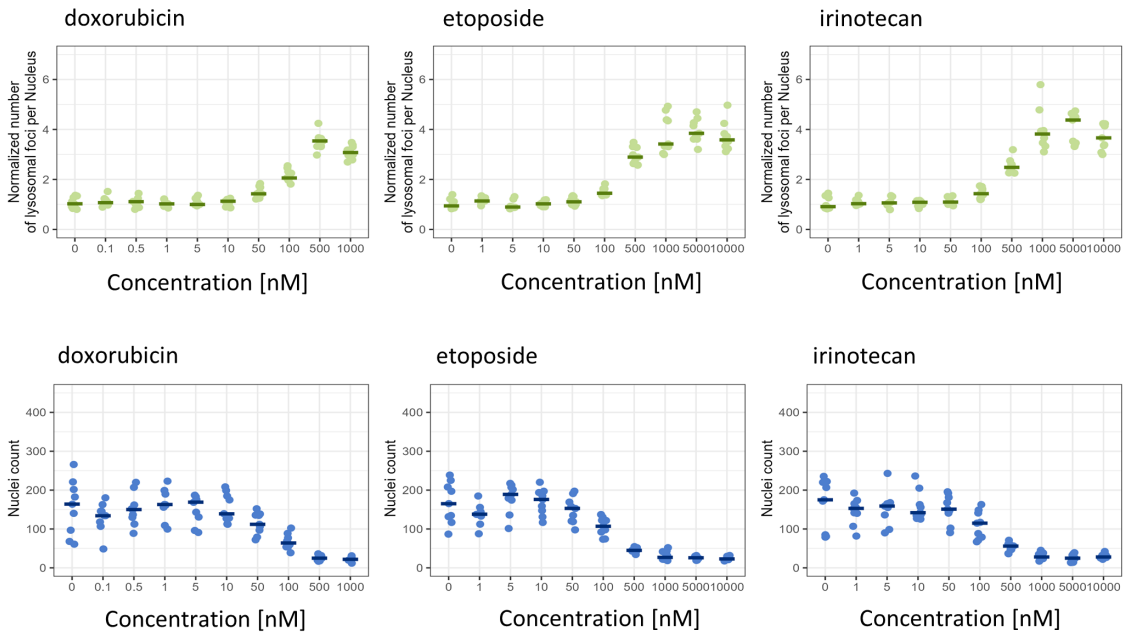 doxorubicin
etoposide
irinotecan
Normalized number
of lysosomal foci per Nucleus
6
4
2
0
0 0.1 0.5 1 5 10 50 100 500 1000
Concentration [nM]
Normalized number
of lysosomal foci per Nucleus
6
4
2
0
0 1 5 10 50 100 500 1000 5000 10000
Concentration [nM]
Normalized number
of lysosomal foci per Nucleus
6
4
2
0
0 1 5 10 50 100 500 1000 5000 10000
Concentration [nM]
doxorubicin
etoposide
irinotecan
Nuclei count
400
300
200
100
0
0 0.1 0.5 1 5 10 50 100 500 1000
Concentration [nM]
Nuclei count
400
300
200
100
0
0 1 5 10 50 100 500 1000 5000 10000
Concentration [nM]
Nuclei count
400
300
200
100
0
0 1 5 10 50 100 500 1000 5000 10000
Concentration [nM]